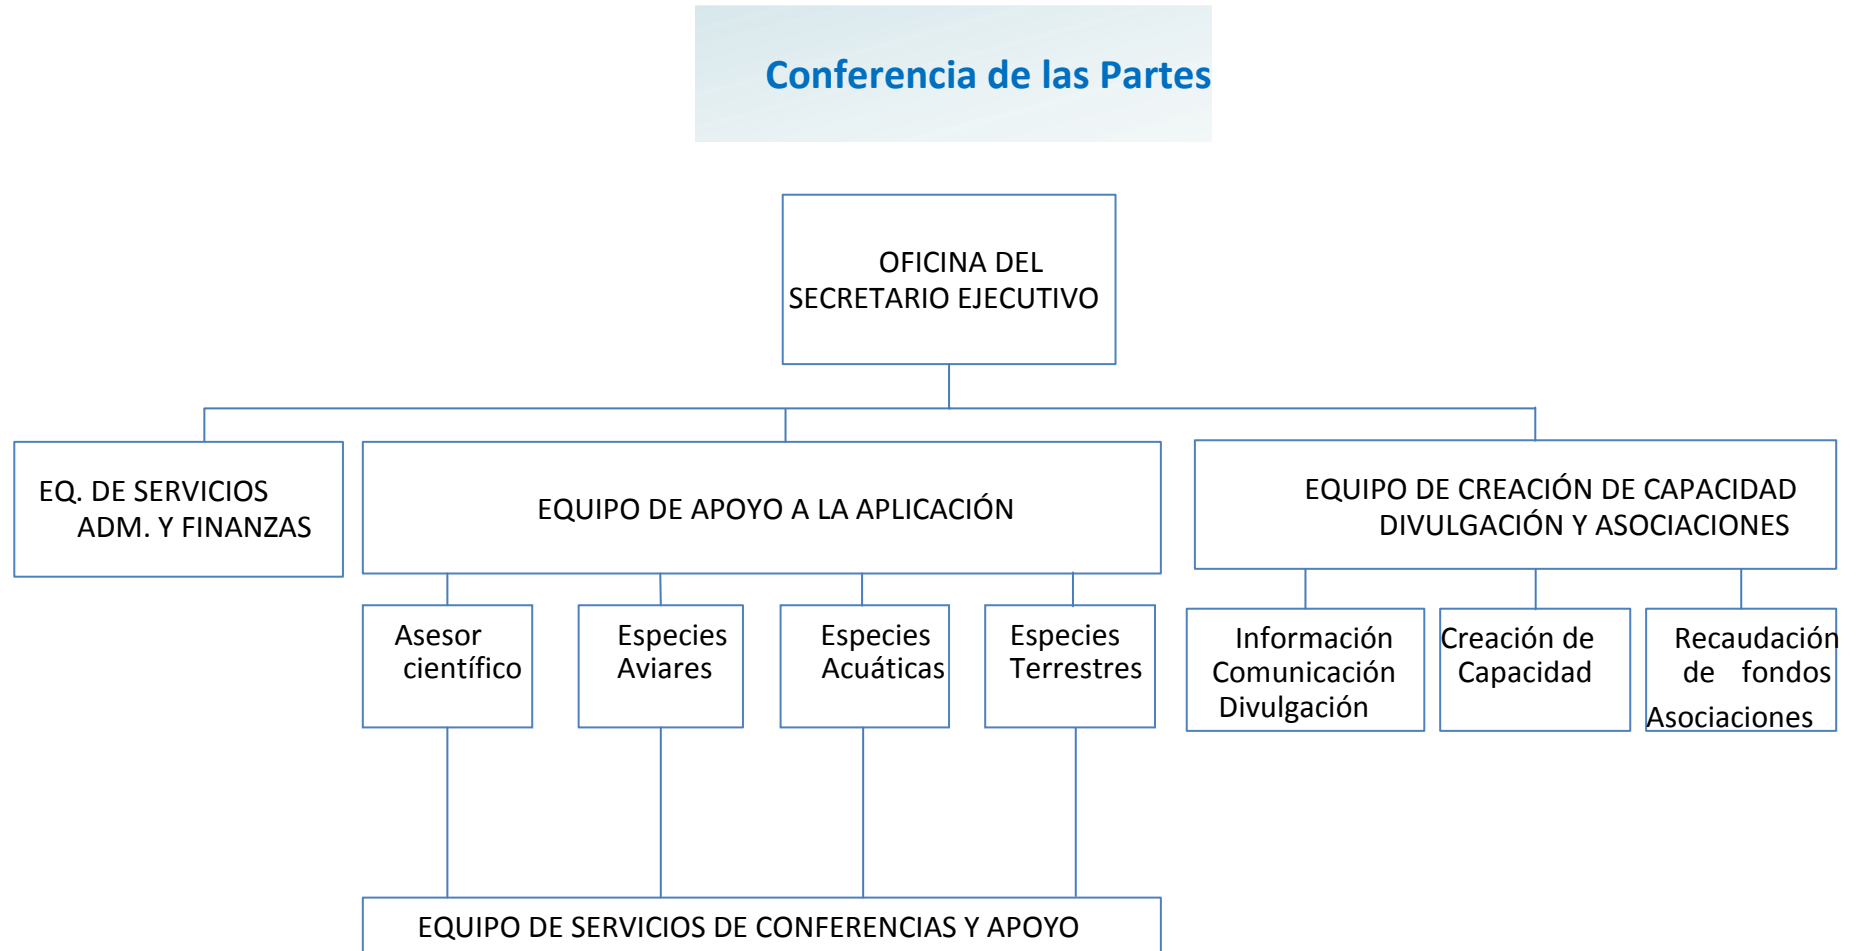 Conferencia de las Partes
OFICINA DEL
SECRETARIO EJECUTIVO
EQ. DE SERVICIOS
ADM. Y FINANZAS
EQUIPO DE APOYO A LA APLICACIÓN
EQUIPO DE CREACIÓN DE CAPACIDAD
DIVULGACIÓN Y ASOCIACIONES
Asesor
científico
Especies
Aviares
Especies
Acuáticas
Especies
Terrestres
Información
Comunicación
Divulgación
Creación de
Capacidad
Recaudación
de fondos
Asociaciones
EQUIPO DE SERVICIOS DE CONFERENCIAS Y APOYO